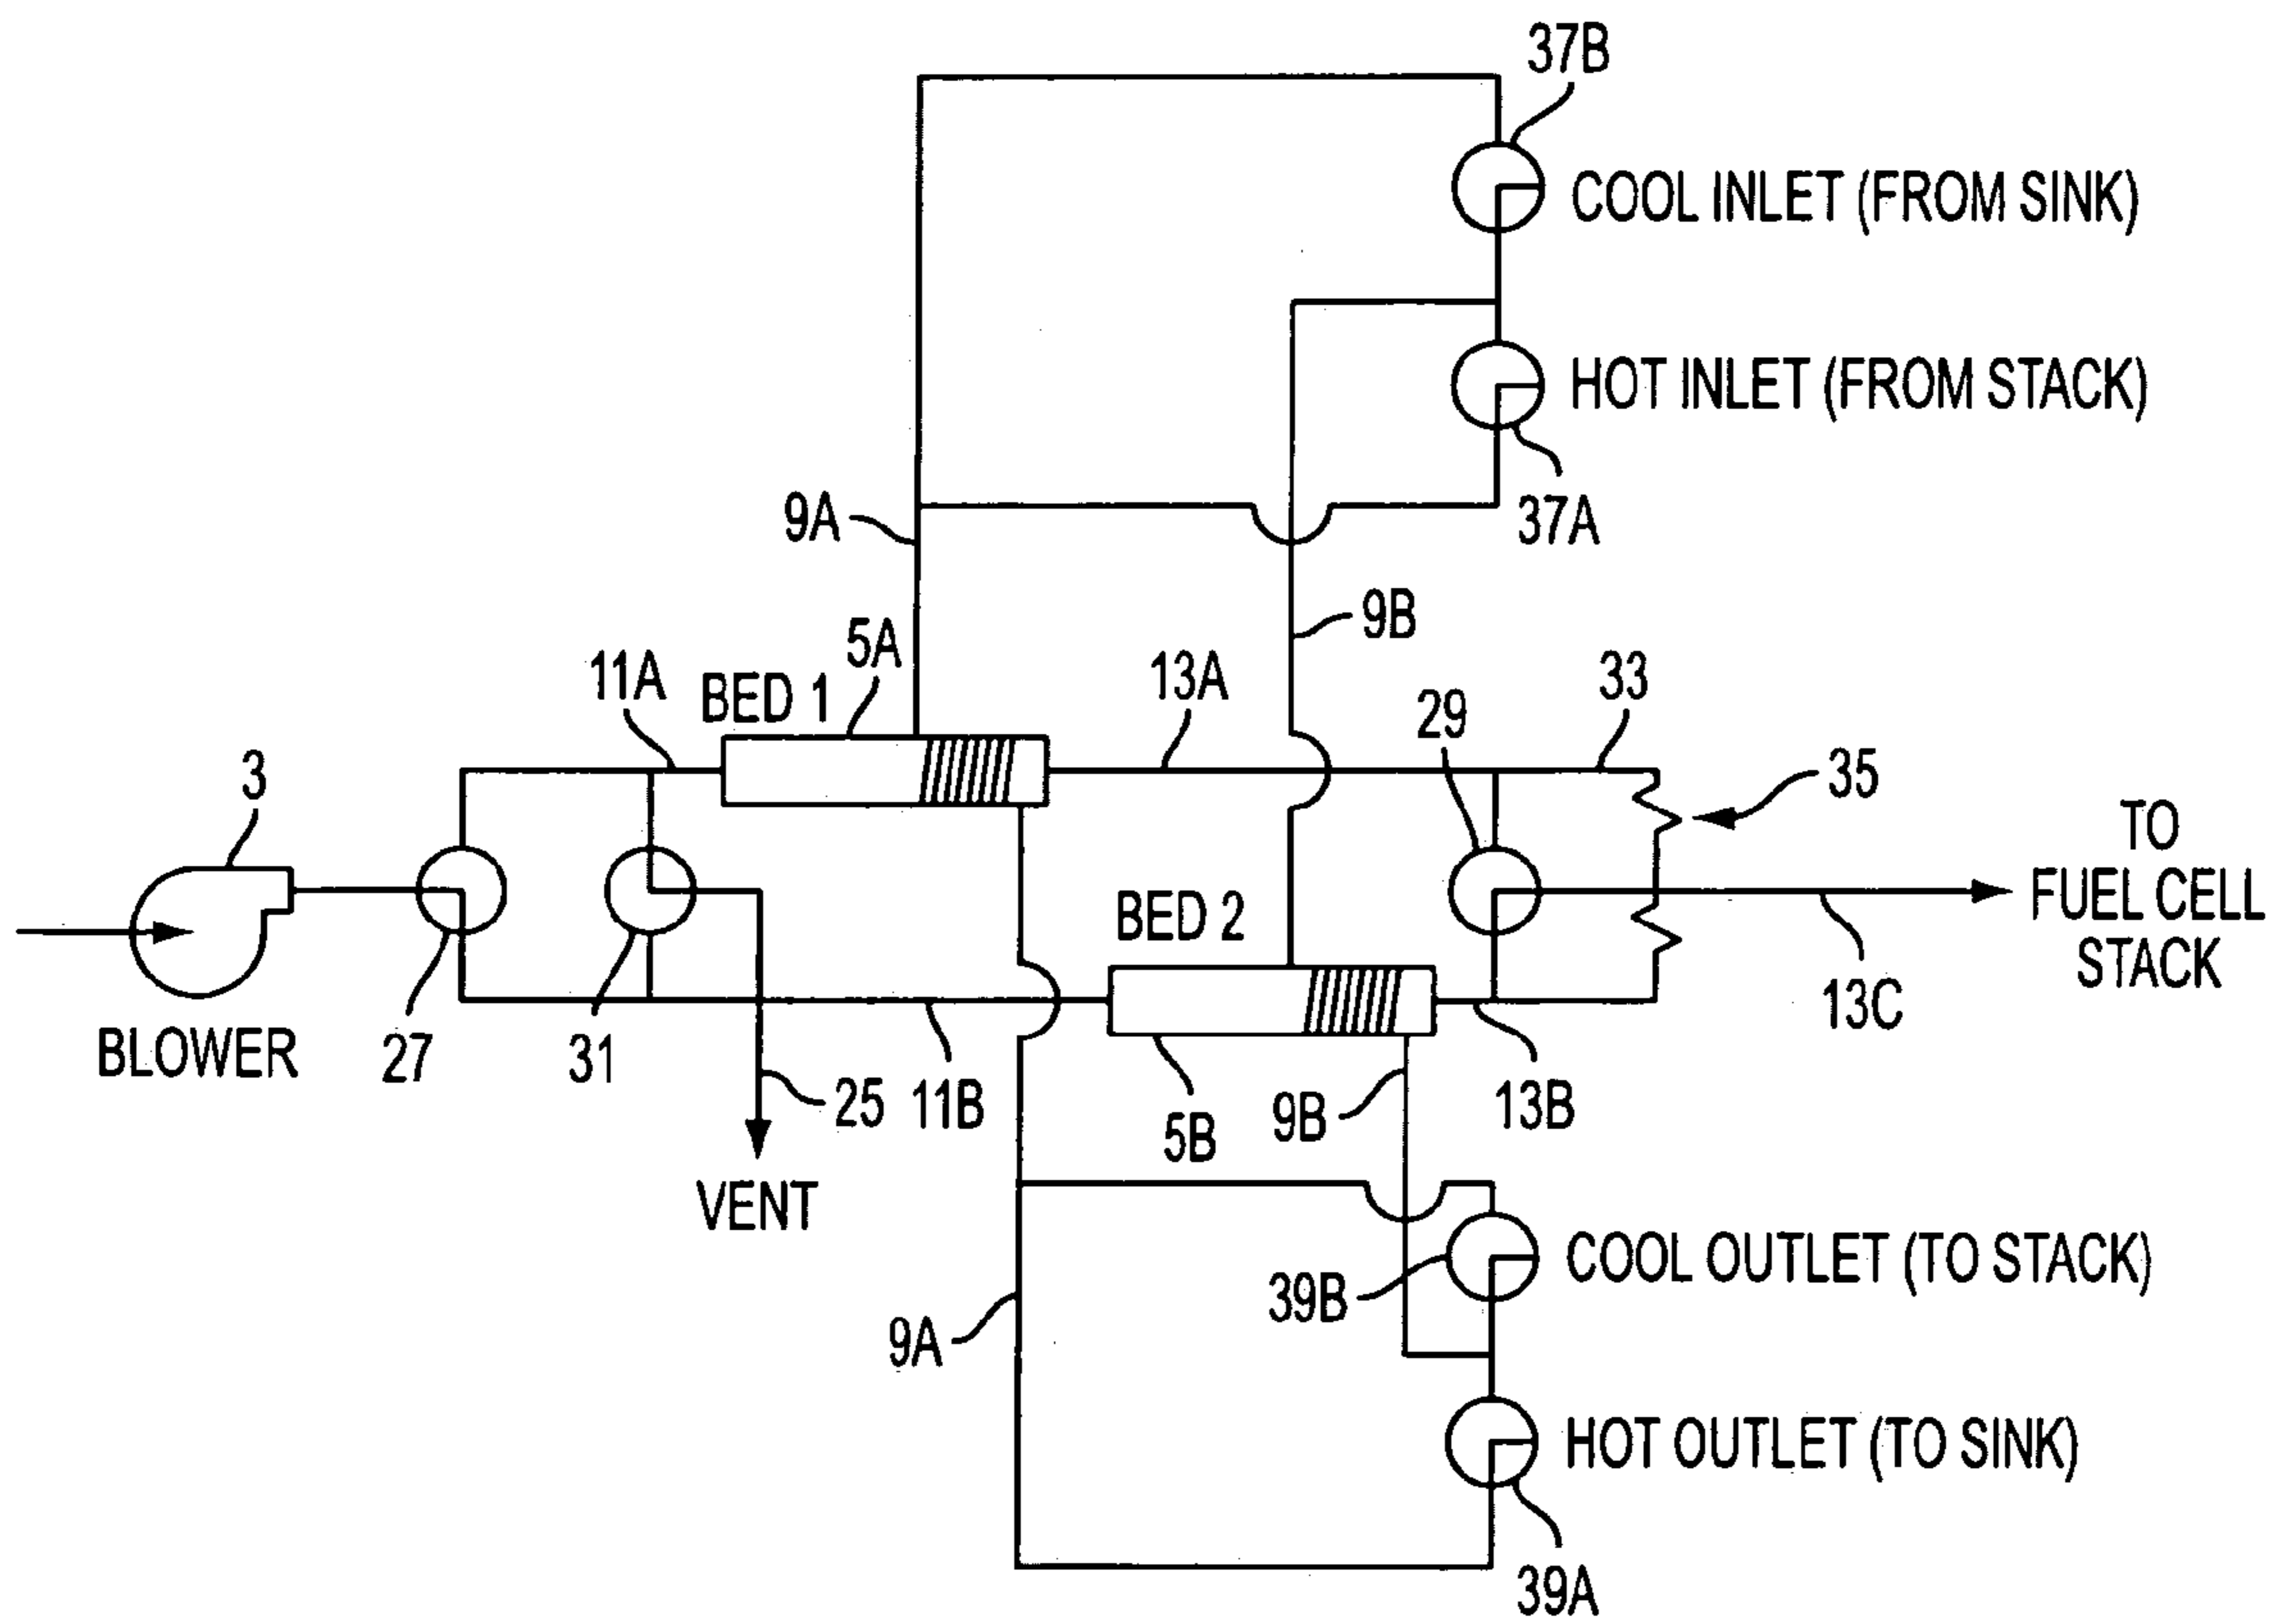 37B
COOL INLET (FROM SINK)
HOT INLET (FROM STACK)
37A
9A
9B
5A
11A
BED 1
13A
33
29
35
3
TO
FUEL CELL
STACK
BED 2
13C
BLOWER
27
31
25
11B
5B
9B
13B
VENT
COOL OUTLET (TO STACK)
39B
9A
HOT OUTLET (TO SINK)
39A